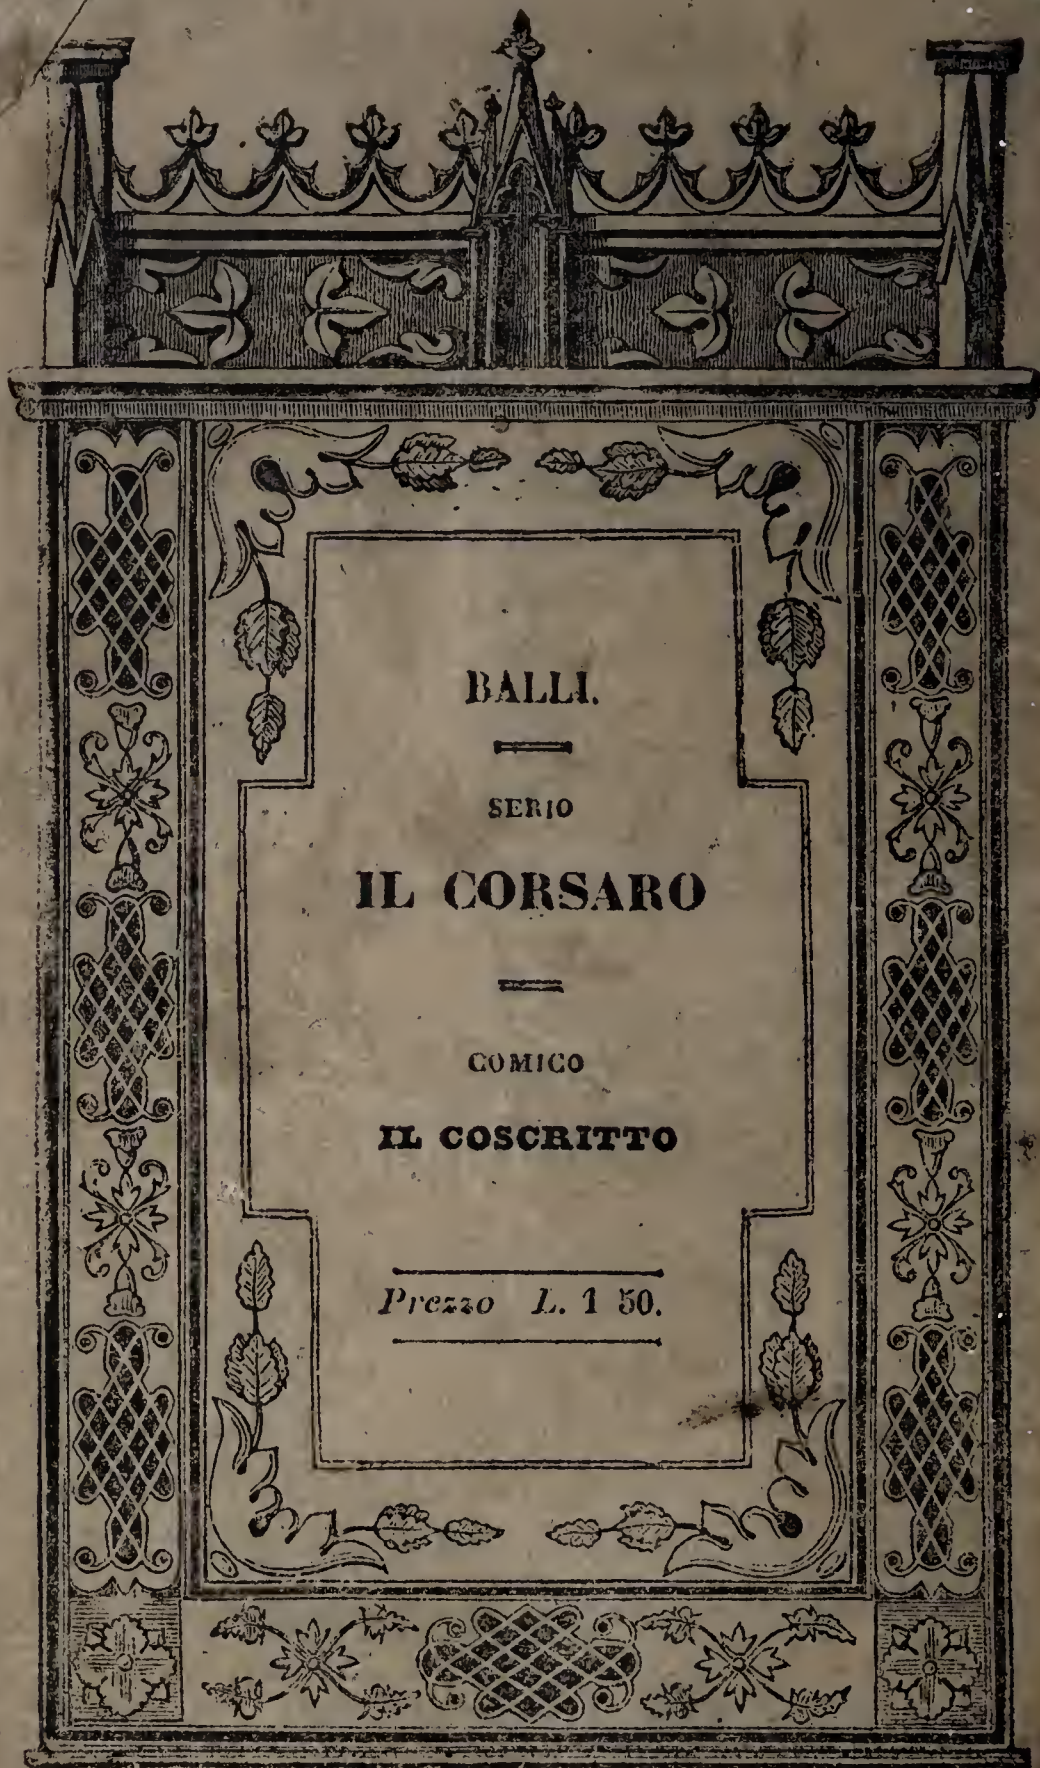 BALLI.
SERIO
IL CORSARO
COMICO
IL COSCRITTO
Prezzo L. 1 50.